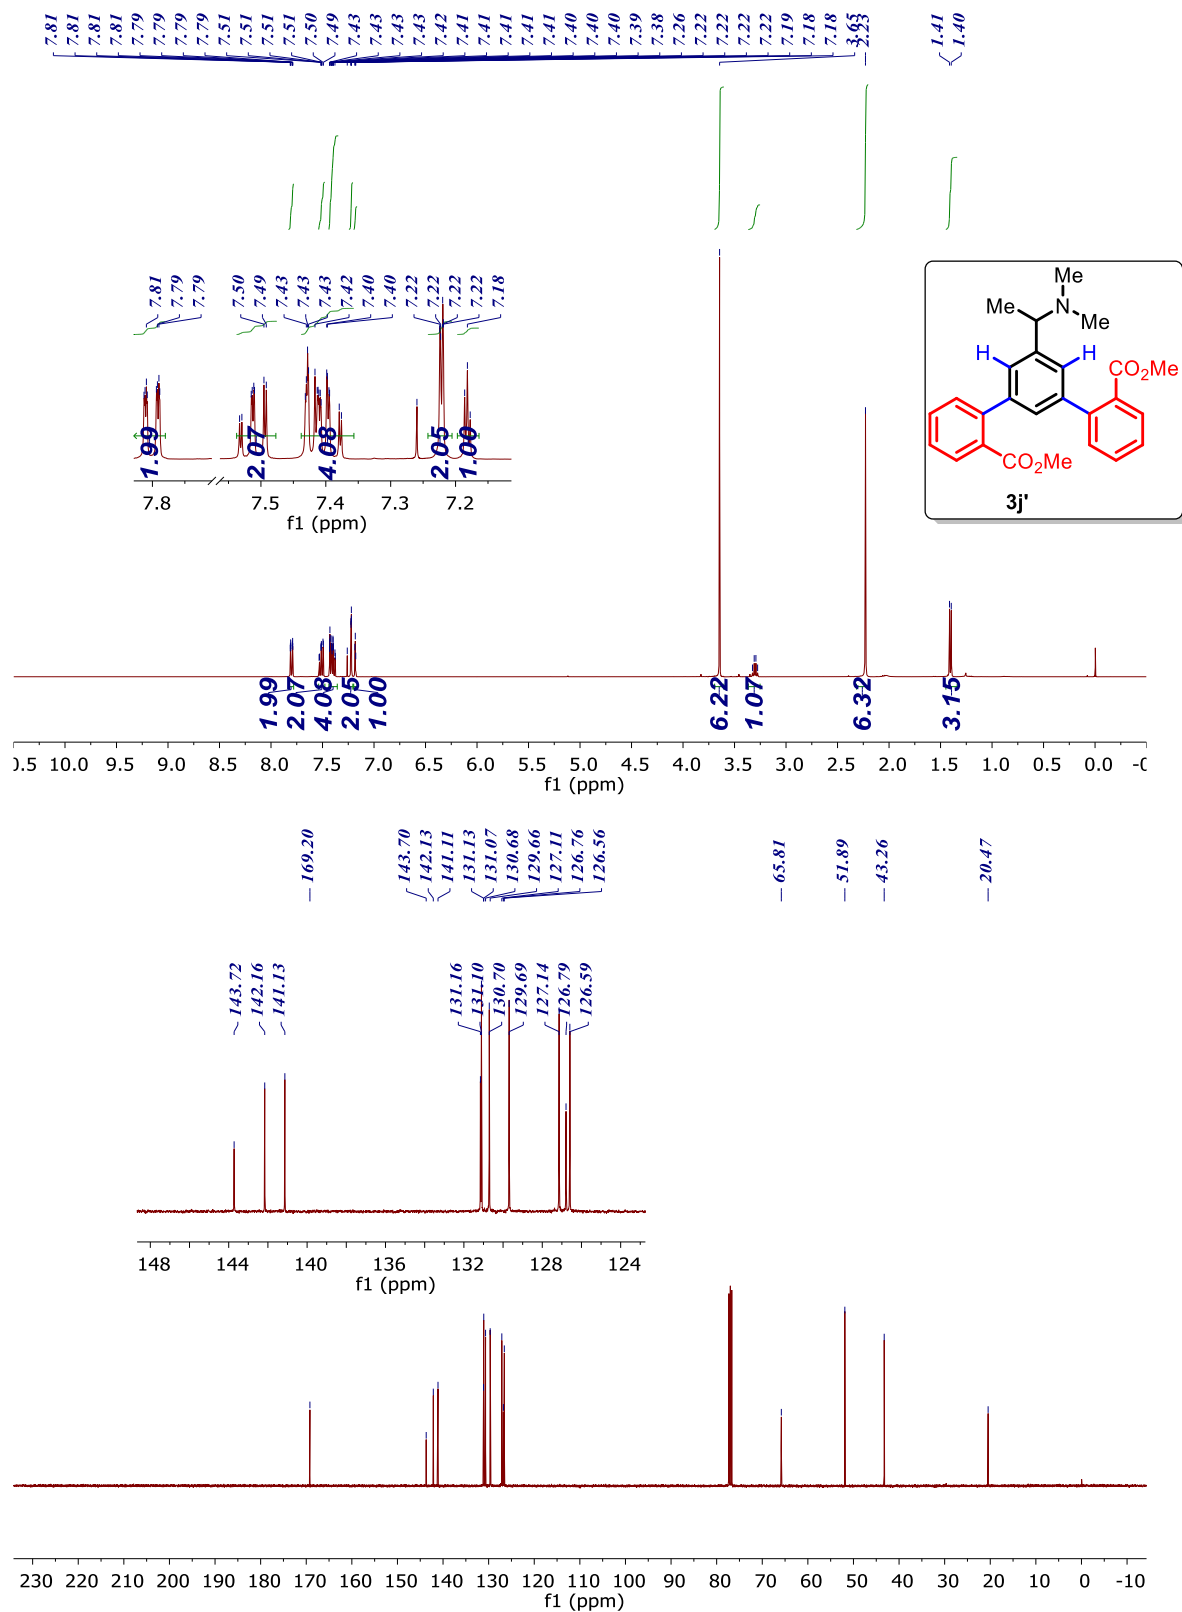 7.81 7.81 7.81 7.81 7.79 7.79 7.79 7.79 7.51 7.51 7.51 7.51 7.50 7.49 7.43 7.43 7.43 7.43 7.42 7.41 7.41 7.41 7.41 7.41 7.40 7.40 7.40 7.39 7.38 7.26 7.22 7.22 7.22 7.22 7.19 7.18 7.18 3.65 2.23 1.41 1.40
7.81 7.79 7.79 7.50 7.49 7.43 7.43 7.43 7.42 7.40 7.40 7.22 7.22 7.22 7.22 7.18
Me
Me N
Me
H H
CO2Me
CO2Me
3j'
1.99 2.07 4.08 2.05 1.00
7.8 7.5 7.4 7.3 7.2
f1 (ppm)
1.99 2.07 4.08 2.05 1.00 6.22 1.07 6.32 3.15
0.5 10.0 9.5 9.0 8.5 8.0 7.5 7.0 6.5 6.0 5.5 5.0 4.5 4.0 3.5 3.0 2.5 2.0 1.5 1.0 0.5 0.0 -0
f1 (ppm)
169.20 143.70 142.13 141.11 131.13 131.07 130.68 129.66 127.11 126.76 126.56 65.81 51.89 43.26 20.47
143.72 142.16 141.13 131.16 131.10 130.70 129.69 127.14 126.79 126.59
148 144 140 136 132 128 124
f1 (ppm)
230 220 210 200 190 180 170 160 150 140 130 120 110 100 90 80 70 60 50 40 30 20 10 0 -10
f1 (ppm)